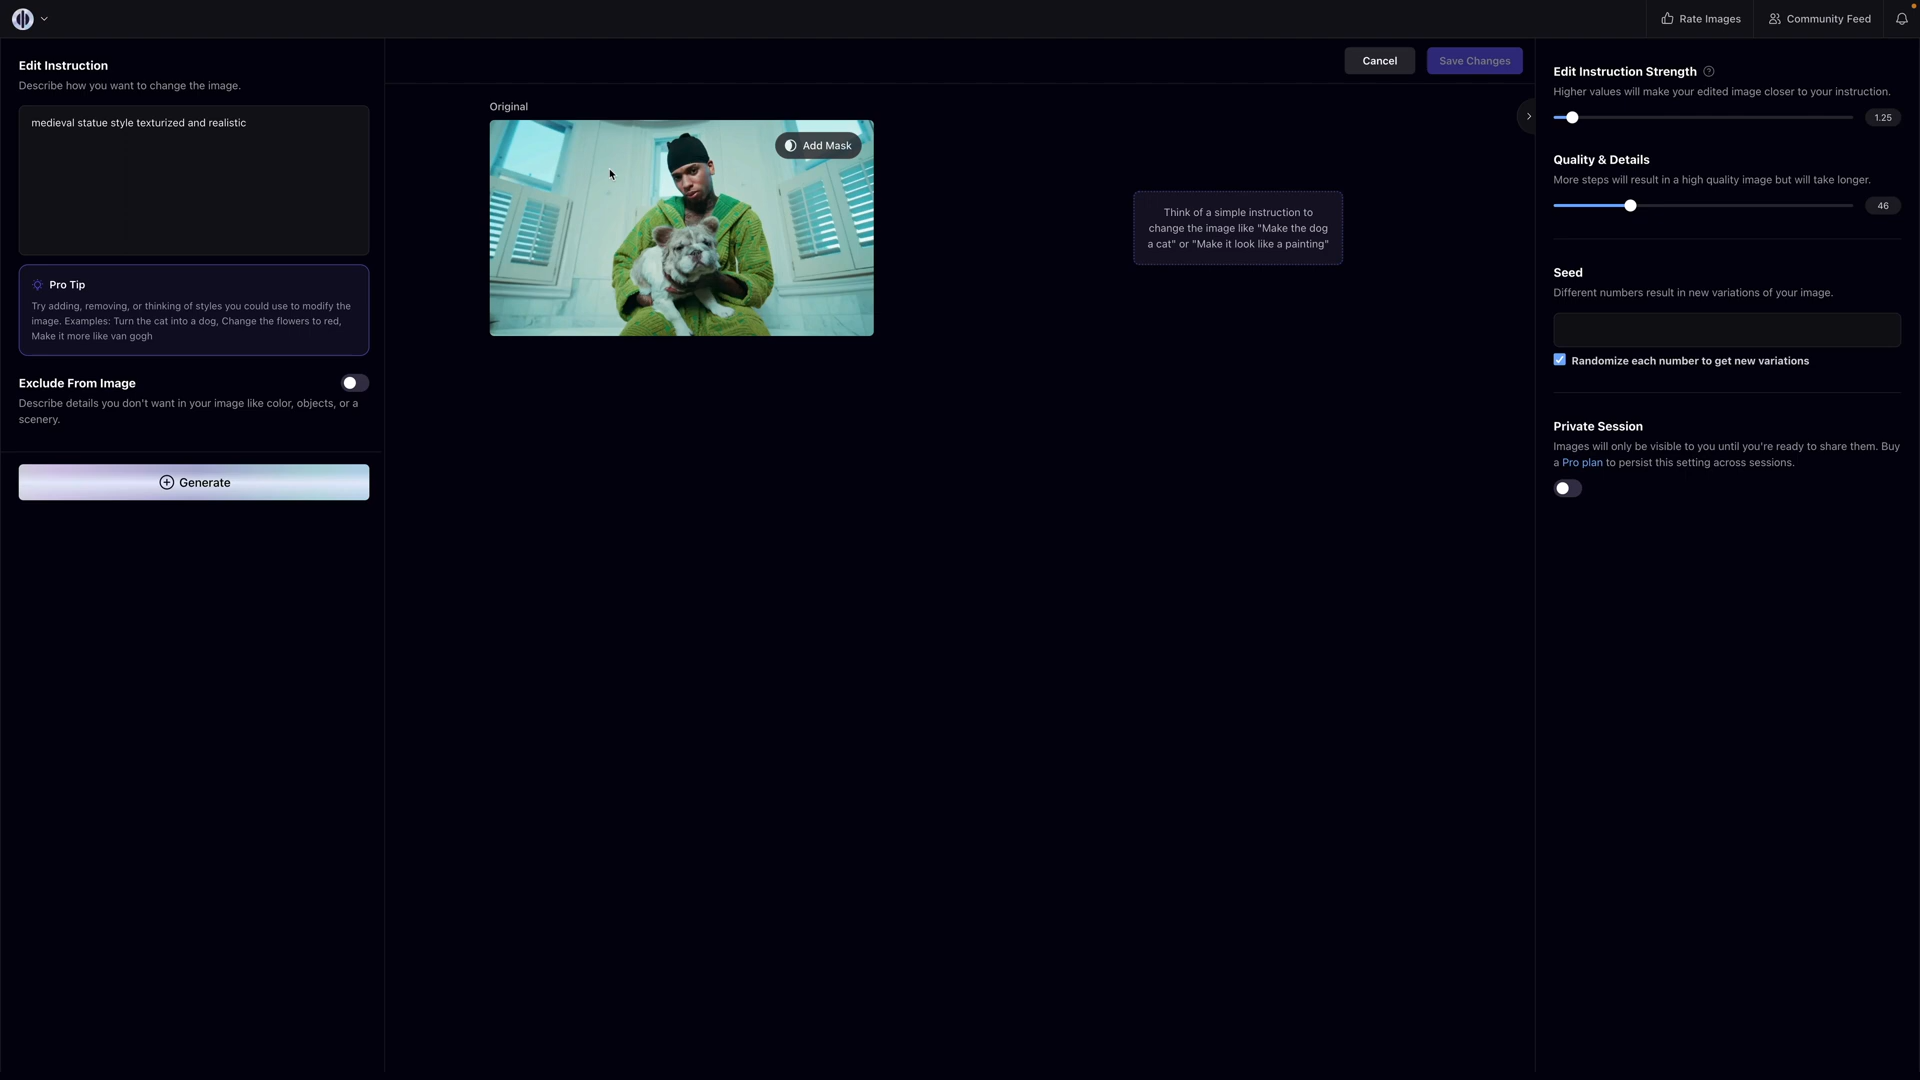 Rate Images
Community Feed
Edit Instruction
Describe how you want to change the image.
medieval statue style texturized and realistic
Pro Tip
Try adding, removing, or thinking of styles you could use to modify the
image. Examples: Turn the cat into a dog, Change the flowers to red,
Make it more like van gogh
Exclude From Image
Describe details you don't want in your image like color, objects, or a
scenery.
Generate
Cancel
Save Changes
Original
Add Mask
Think of a simple instruction to
change the image like "Make the dog
a cat" or "Make it look like a painting"
Edit Instruction Strength
Higher values will make your edited image closer to your instruction.
1.25
Quality & Details
More steps will result in a high quality image but will take longer.
46
Seed
Different numbers result in new variations of your image.
Randomize each number to get new variations
Private Session
Images will only be visible to you until you're ready to share them. Buy
a Pro plan to persist this setting across sessions.